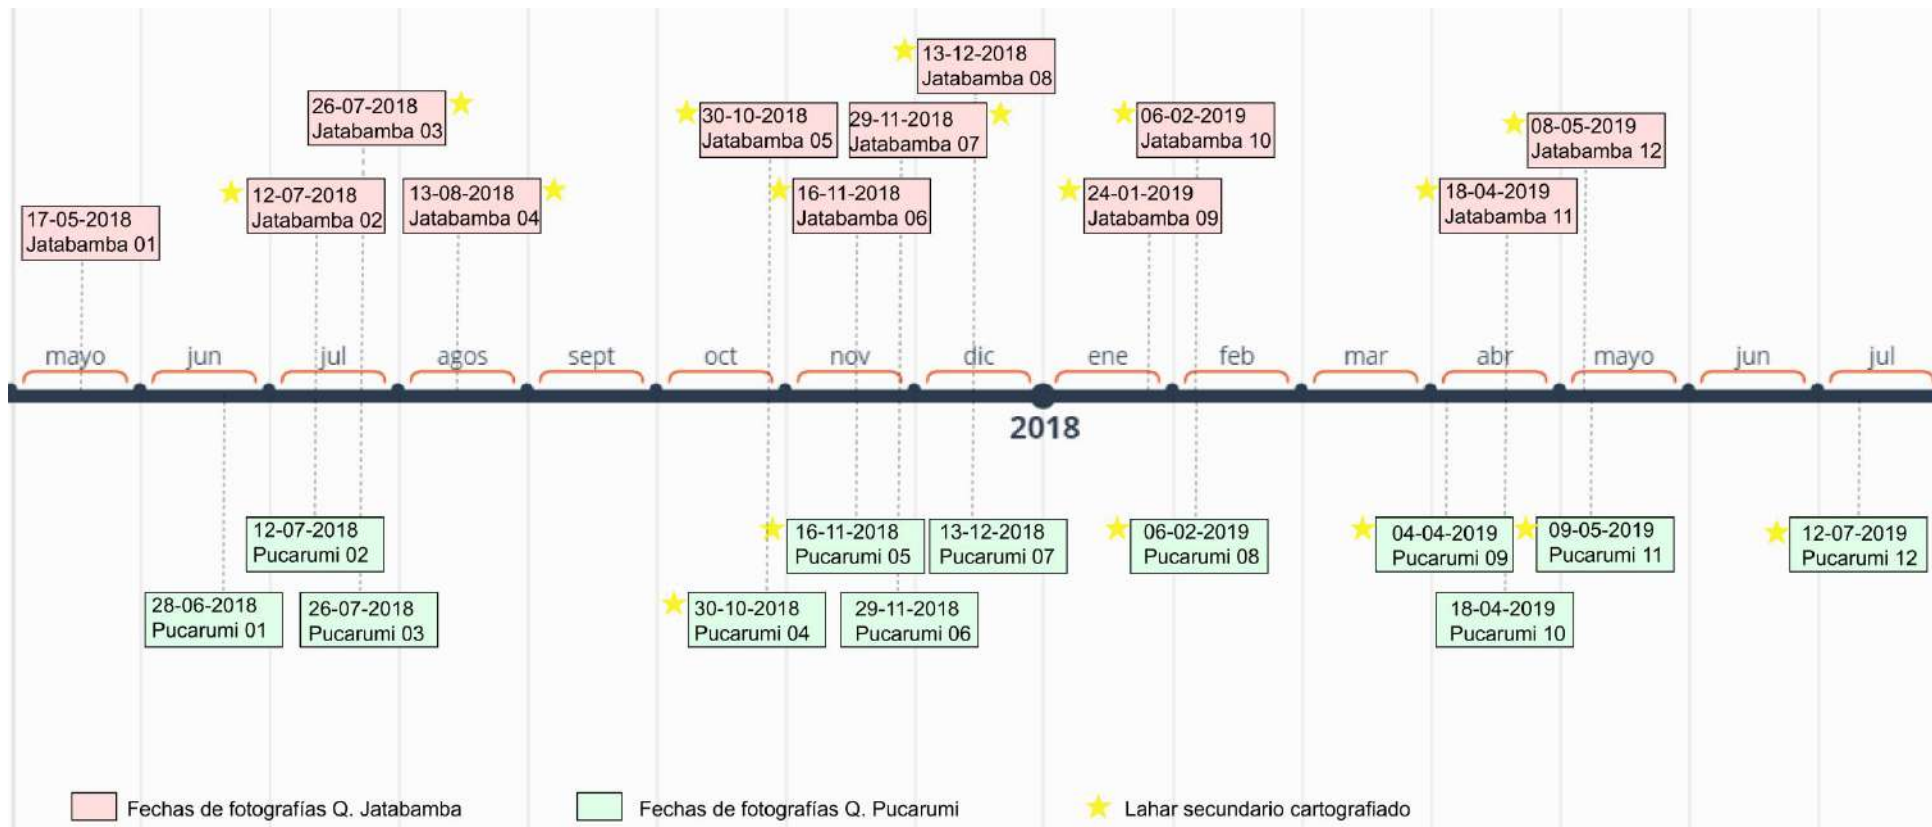 13-12-2018
Jatabamba 08
26-07-2018
Jatabamba 03
30-10-2018
Jatabamba 05
29-11-2018
Jatabamba 07
06-02-2019
Jatabamba 10
08-05-2019
Jatabamba 12
12-07-2018
Jatabamba 02
13-08-2018
Jatabamba 04
16-11-2018
Jatabamba 06
24-01-2019
Jatabamba 09
18-04-2019
Jatabamba 11
17-05-2018
Jatabamba 01
mayo jun jul agos sept oct nov dic ene feb mar abr mayo jun jul
2018
12-07-2018
Pucarumi 02
16-11-2018
Pucarumi 05
13-12-2018
Pucarumi 07
06-02-2019
Pucarumi 08
04-04-2019
Pucarumi 09
09-05-2019
Pucarumi 11
12-07-2019
Pucarumi 12
28-06-2018
Pucarumi 01
26-07-2018
Pucarumi 03
30-10-2018
Pucarumi 04
29-11-2018
Pucarumi 06
18-04-2019
Pucarumi 10
Fechas de fotografías Q. Jatabamba
Fechas de fotografías Q. Pucarumi
Lahar secundario cartografiado